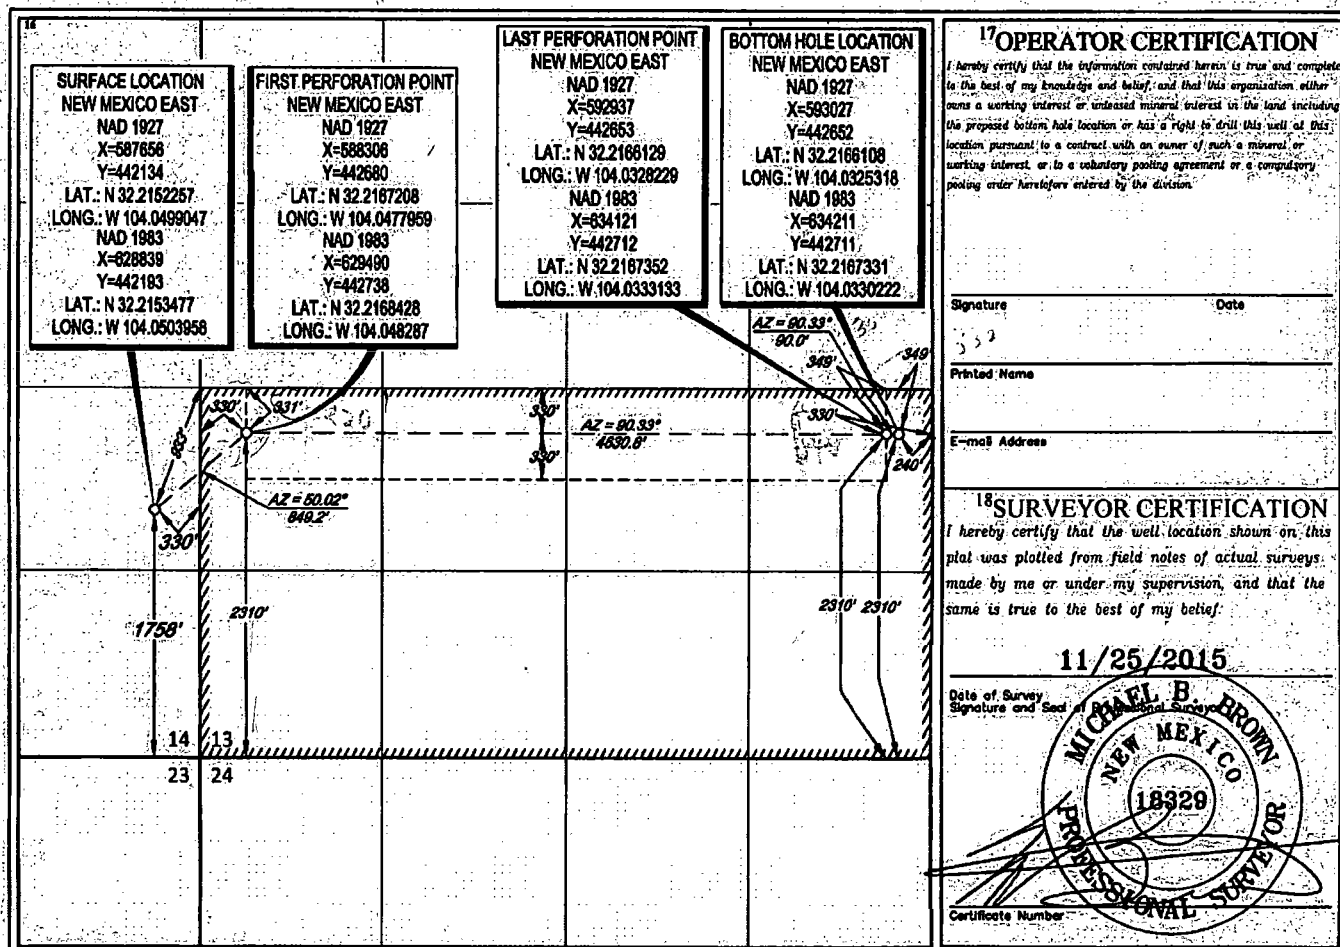 16
SURFACE LOCATION
NEW MEXICO EAST
NAD 1927
X=587656
Y=442134
LAT.: N 32.2152257
LONG.: W 104.0499047
NAD 1983
X=628839
Y=442193
LAT.: N 32.2153477
LONG.: W 104.0503958
FIRST PERFORATION POINT
NEW MEXICO EAST
NAD 1927
X=588306
Y=442680
LAT.: N 32.2167208
LONG.: W 104.0477959
NAD 1983
X=629490
Y=442738
LAT.: N 32.2168428
LONG.: W 104.048287
LAST PERFORATION POINT
NEW MEXICO EAST
NAD 1927
X=592937
Y=442653
LAT.: N 32.2166129
LONG.: W 104.0328229
NAD 1983
X=634121
Y=442712
LAT.: N 32.2167352
LONG.: W 104.0333133
BOTTOM HOLE LOCATION
NEW MEXICO EAST
NAD 1927
X=593027
Y=442652
LAT.: N 32.2166108
LONG.: W 104.0325318
NAD 1983
X=634211
Y=442711
LAT.: N 32.2167331
LONG.: W 104.0330222
AZ = 90.33°
90.0'
349'
349'
330'
331'
330'
AZ = 90.33°
4630.6'
330'
330'
240'
AZ = 50.02°
849.2'
330'
1758'
2310'
2310' 2310'
14 13
23 24
17 OPERATOR CERTIFICATION
I hereby certify that the information contained herein is true and complete
to the best of my knowledge and belief, and that this organization either
owns a working interest or unleased mineral interest in the land including
the proposed bottom hole location or has a right to drill this well at this
location pursuant to a contract with an owner of such a mineral or
working interest, or to a voluntary pooling agreement or a compulsory
pooling order heretofore entered by the division.
Signature Date
Printed Name
E-mail Address
18 SURVEYOR CERTIFICATION
I hereby certify that the well location shown on this
plat was plotted from field notes of actual surveys
made by me or under my supervision, and that the
same is true to the best of my belief.
11/25/2015
Date of Survey
Signature and Seal of Professional Surveyor
MICHAEL B. BROWN
NEW MEXICO
18329
PROFESSIONAL SURVEYOR
Certificate Number